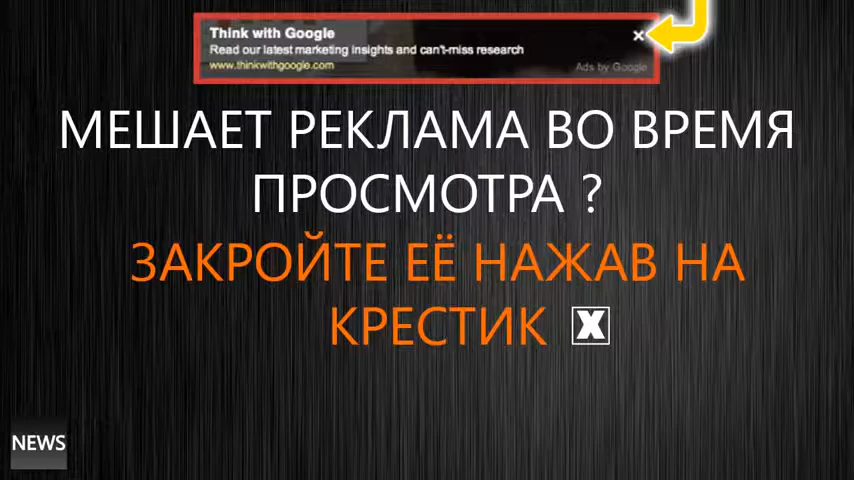 Think with Google
Read our latest marketing insights and can't-miss research
www.thinkwithgoogle.com
Ads by Google
МЕШАЕТ РЕКЛАМА ВО ВРЕМЯ
ПРОСМОТРА ?
ЗАКРОЙТЕ ЕЁ НАЖАВ НА
КРЕСТИК X
NEWS